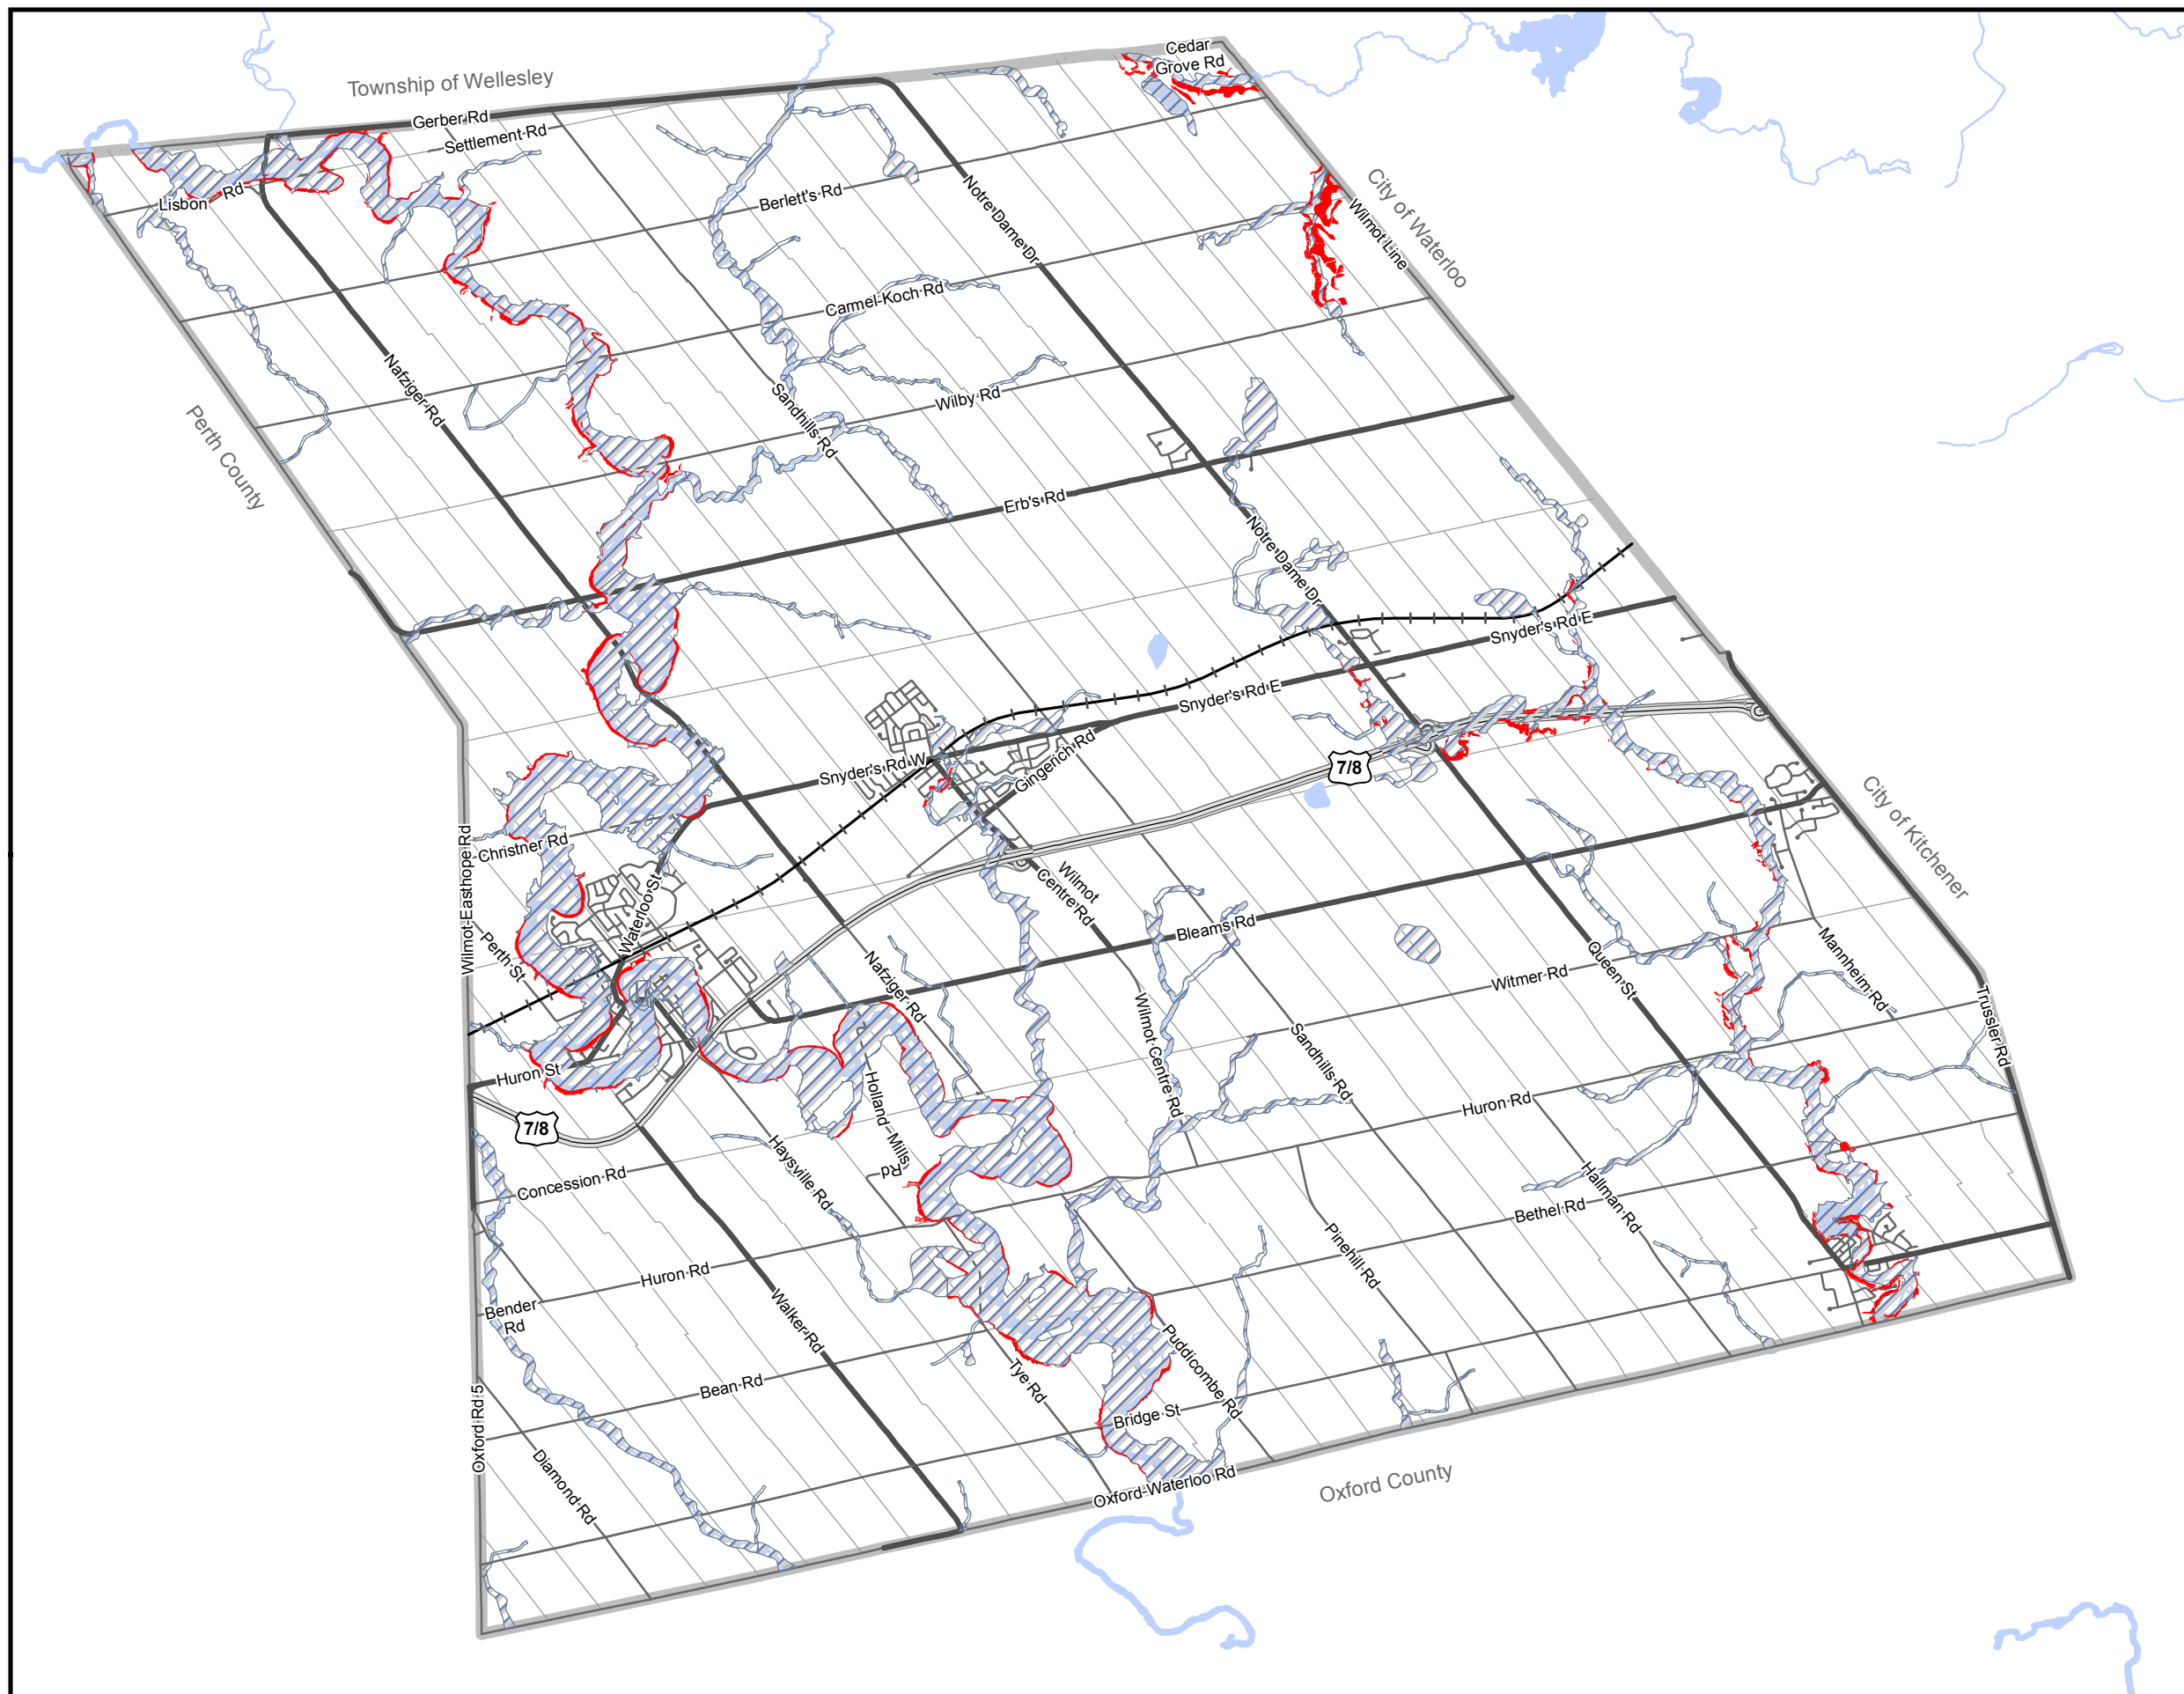 Cedar
Grove Rd
Township of Wellesley
Gerber Rd
Settlement Rd
Lisbon Rd
Berlett's Rd
Notre Dame Dr
City of Waterloo
Wilmot Line
Carmel-Koch Rd
Nafziger Rd
Sandhills Rd
Wilby Rd
Perth County
Erb's Rd
Notre Dame Dr
Snyder's Rd E
Snyder's Rd E
Snyder's Rd W
Gingerich Rd
7/8
City of Kitchener
Wilmot-Easthope Rd
Christner Rd
Waterloo St
Wilmot
Centre Rd
Perth St
Bleams Rd
Nafziger Rd
Queen St
Witmer Rd
Mannheim Rd
Trussler Rd
Wilmot Centre Rd
Sandhills Rd
Huron St
7/8
Holland Mills
Rd
Huron Rd
Haysville Rd
Concession Rd
Hallman Rd
Bethel Rd
Pinehill Rd
Huron Rd
Bender
Rd
Walker Rd
Puddicombe Rd
Tye Rd
Bean Rd
Bridge St
Oxford Rd 5
Diamond Rd
Oxford-Waterloo Rd
Oxford County